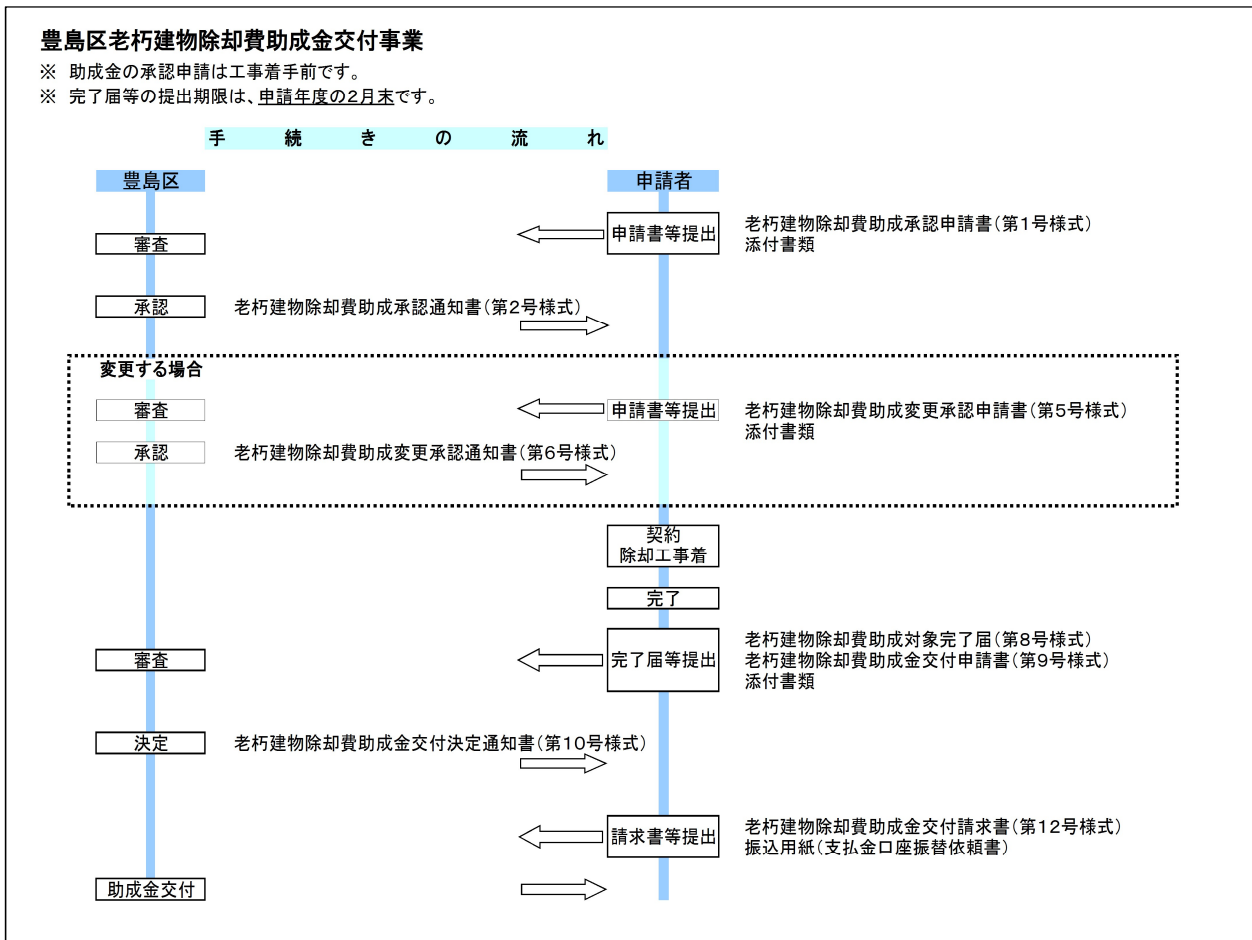 豊島区老朽建物除却費助成金交付事業
※ 助成金の承認申請は工事着手前です。
※ 完了届等の提出期限は、申請年度の2月末です。
手続きの流れ
豊島区
申請者
申請書等提出
老朽建物除却費助成承認申請書(第1号様式)
添付書類
審査
承認
老朽建物除却費助成承認通知書(第2号様式)
変更する場合
審査
申請書等提出
老朽建物除却費助成変更承認申請書(第5号様式)
添付書類
承認
老朽建物除却費助成変更承認通知書(第6号様式)
契約
除却工事着
完了
審査
完了届等提出
老朽建物除却費助成対象完了届(第8号様式)
老朽建物除却費助成金交付申請書(第9号様式)
添付書類
決定
老朽建物除却費助成金交付決定通知書(第10号様式)
請求書等提出
老朽建物除却費助成金交付請求書(第12号様式)
振込用紙(支払金口座振替依頼書)
助成金交付